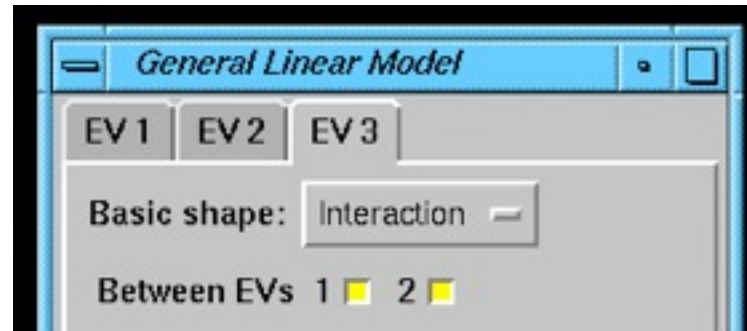 General Linear Model
EV 1 EV 2 EV 3
Basic shape: Interaction
Between EVs 1 2